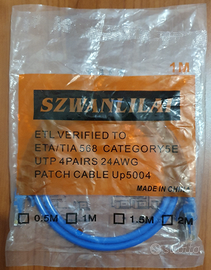 1M
SZWANDILAI
ETL VERIFIED TO
ETA/TIA 568 CATEGORY5E
UTP 4PAIRS 24AWG
PATCH CABLE Up5004
MADE IN CHINA
0.5M 1M 1.5M 2M